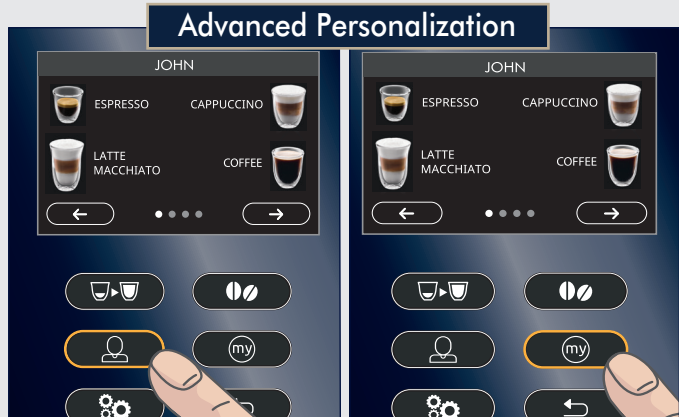 Advanced Personalization
JOHN
ESPRESSO
CAPPUCCINO
LATTE
MACCHIATO
COFFEE
my
JOHN
ESPRESSO
CAPPUCCINO
LATTE
MACCHIATO
COFFEE
my